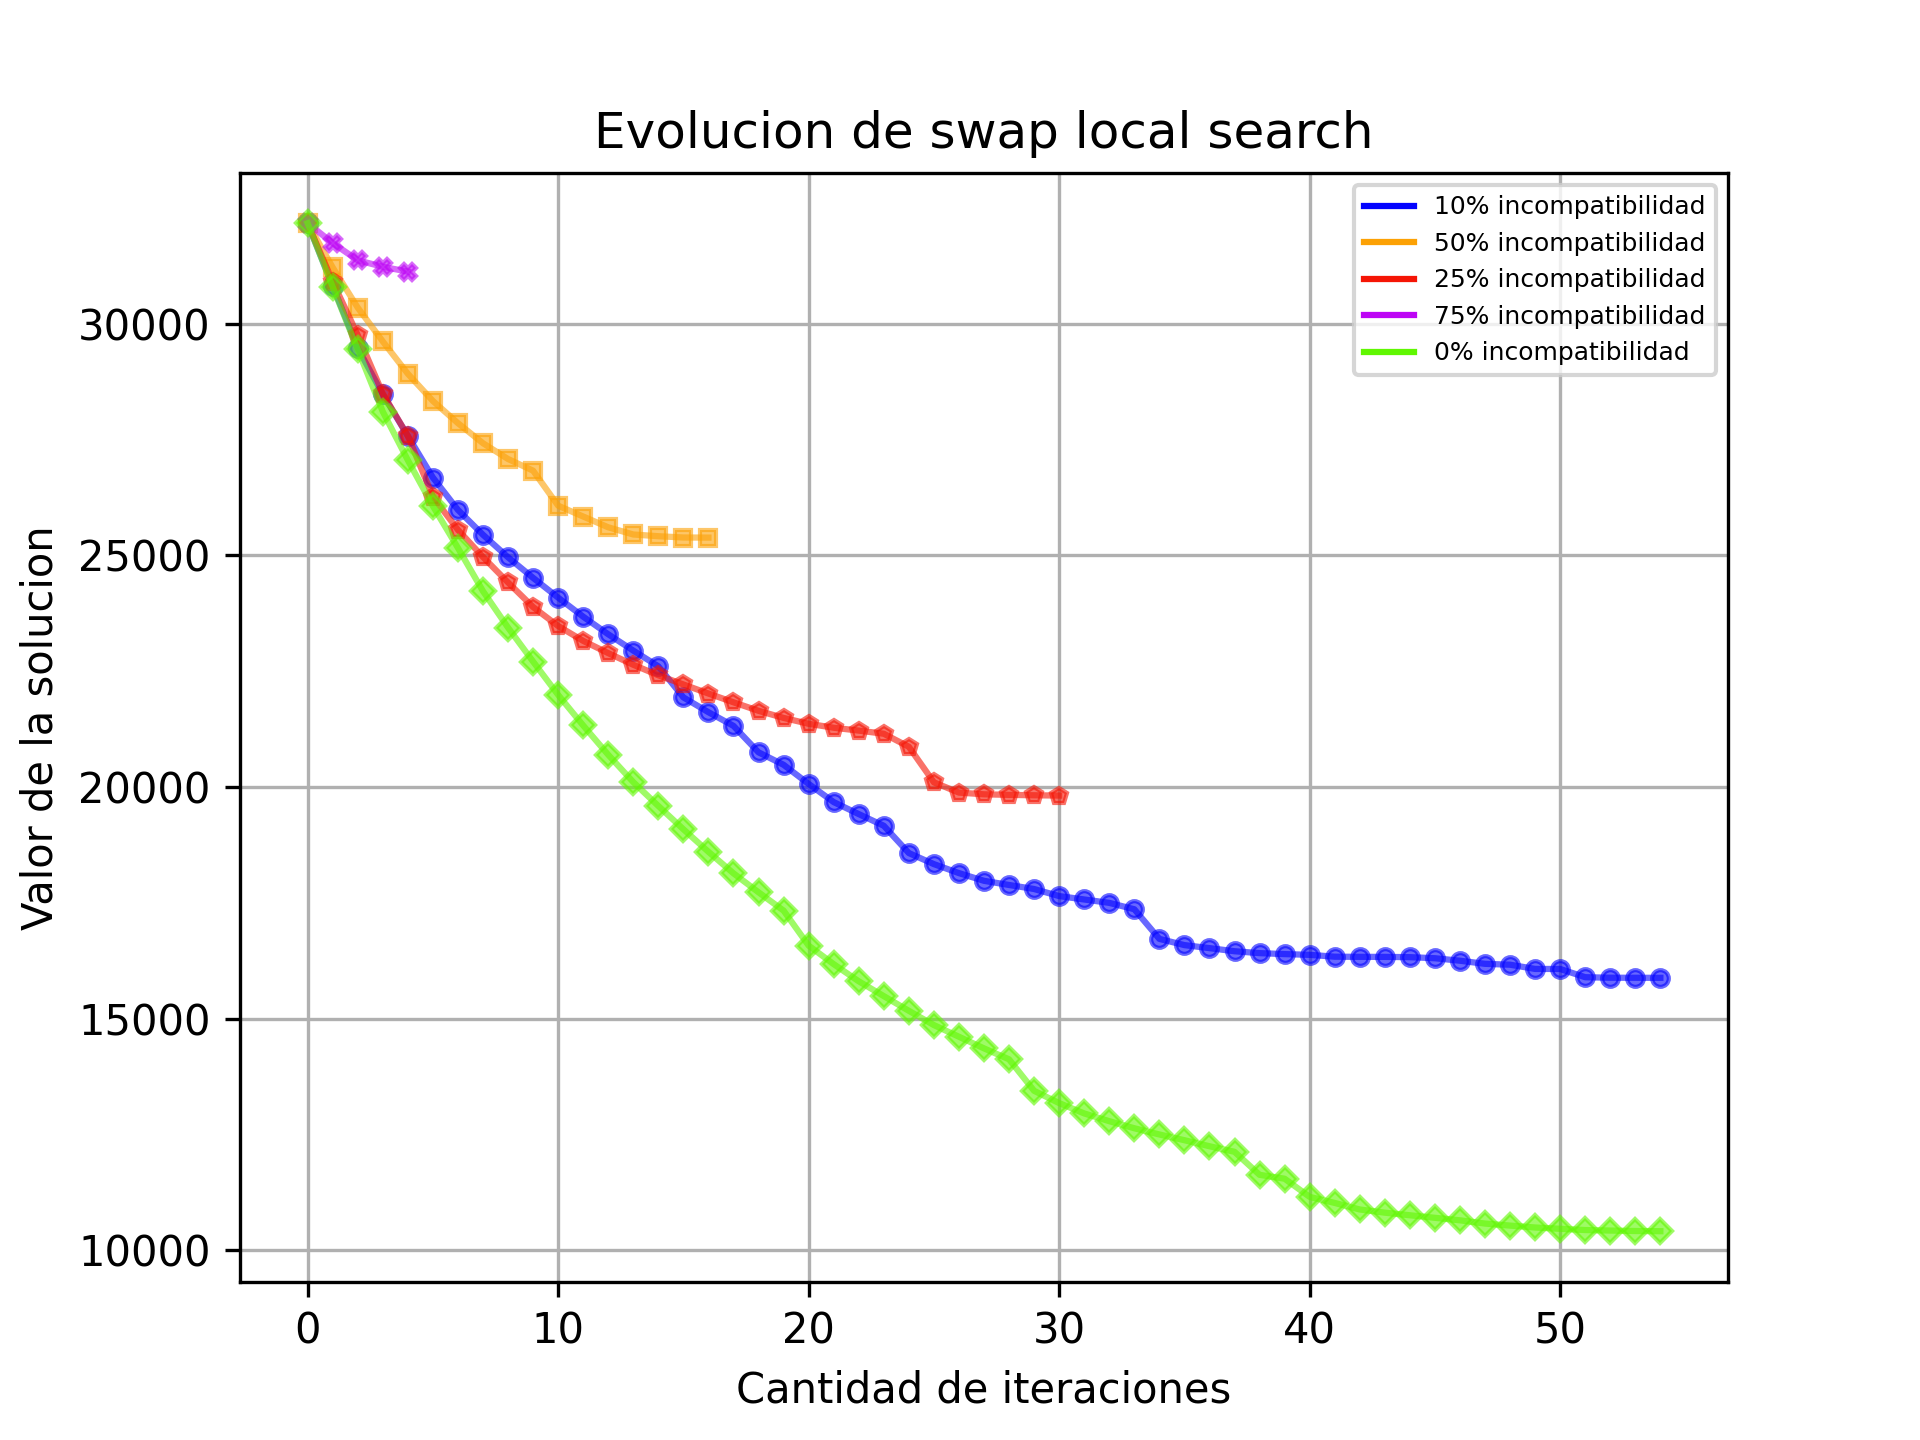 Evolucion de swap local search
10% incompatibilidad
50% incompatibilidad
25% incompatibilidad
75% incompatibilidad
0% incompatibilidad
Valor de la solucion
30000
25000
20000
15000
10000
0 10 20 30 40 50
Cantidad de iteraciones